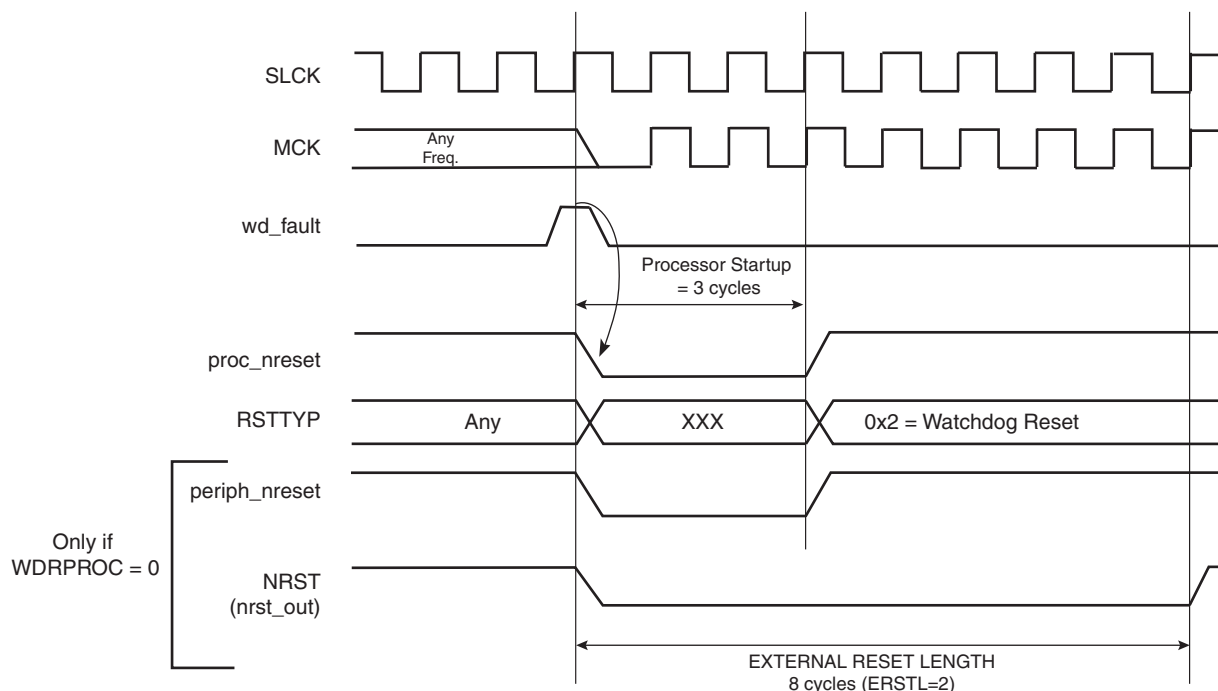 SLCK
MCK
Any
Freq.
wd_fault
Processor Startup
= 3 cycles
proc_nreset
RSTTYP
Any
XXX
0x2 = Watchdog Reset
periph_nreset
Only if
WDRPROC = 0
NRST
(nrst_out)
EXTERNAL RESET LENGTH
8 cycles (ERSTL=2)